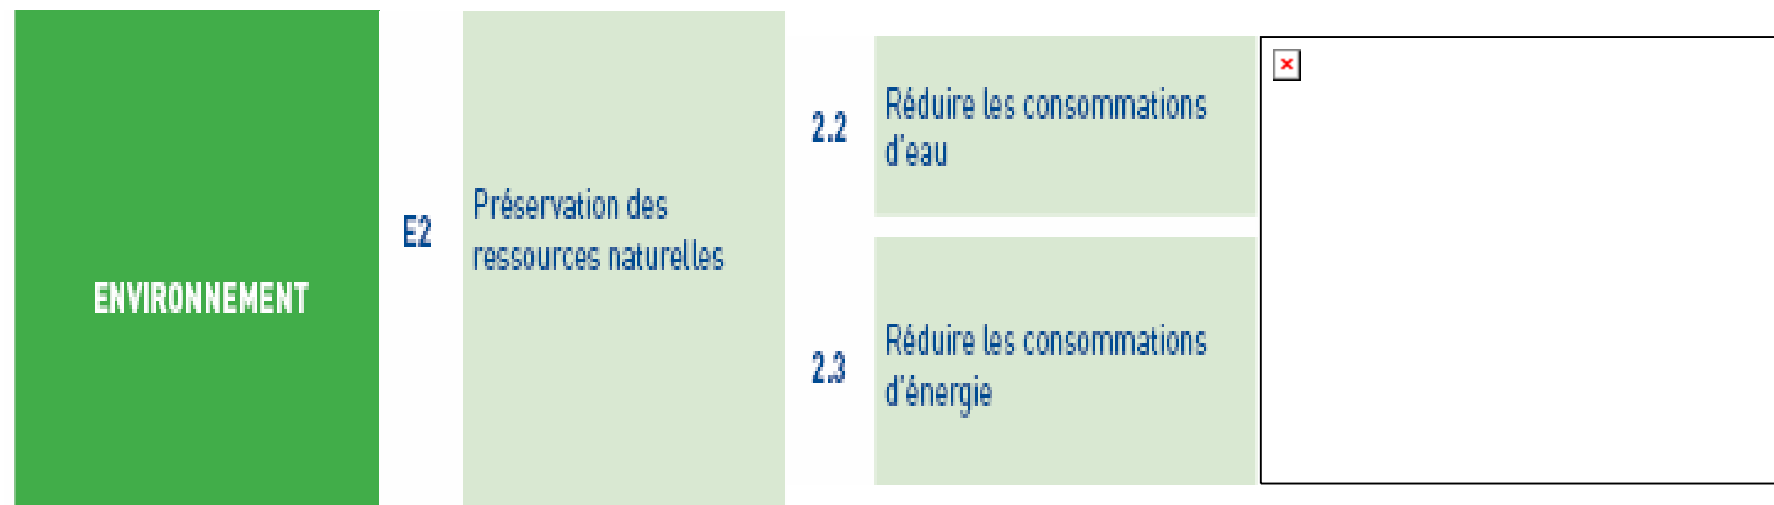 ENVIRONNEMENT
E2
Préservation des
ressources naturelles
2.2
Réduire les consommations
d'eau
2.3
Réduire les consommations
d'énergie